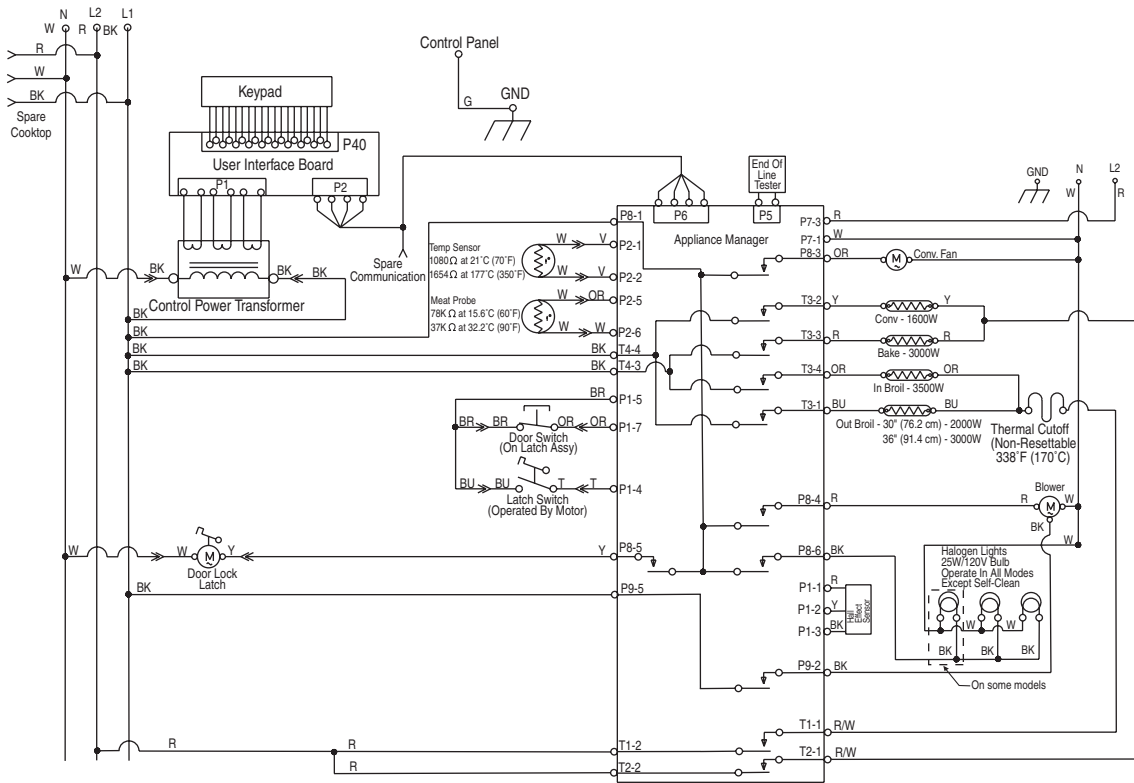 N L2 L1
W R BK
R
W
BK
Spare
Cooktop
Control Panel
G
GND
Keypad
P40
User Interface Board
P1
P2
Spare
Communication
W BK BK BK
Control Power Transformer
P6
End Of
Line
Tester
P5
Appliance Manager
GND
N
L2
W
R
P8-1
Temp Sensor
1080 Ω at 21˚C (70˚F)
1654 Ω at 177˚C (350˚F)
W V P2-1
W V P2-2
Meat Probe
78K Ω at 15.6˚C (60˚F)
37K Ω at 32.2˚C (90˚F)
W OR P2-5
W W P2-6
BK
BK
BK BK T4-4
BK BK T4-3
BR P1-5
BR BR OR OR P1-7
Door Switch
(On Latch Assy)
BU BU T T P1-4
Latch Switch
(Operated By Motor)
W W M Y Y P8-5
Door Lock
Latch
BK P9-5
R R T1-2
R T2-2
P7-3 R
P7-1 W
P8-3 OR M Conv. Fan
T3-2 Y Y
Conv - 1600W
T3-3 R R
Bake - 3000W
T3-4 OR OR
In Broil - 3500W
T3-1 BU BU
Out Broil - 30" (76.2 cm) - 2000W
36" (91.4 cm) - 3000W
Thermal Cutoff
(Non-Resettable
338˚F (170˚C)
Blower
P8-4 R R M W
BK
W
P8-6 BK
Halogen Lights
25W/120V Bulb
Operate In All Modes
Except Self-Clean
P1-1 R
P1-2 Y
P1-3 BK
Hall
Effect
Sensor
W W
BK BK BK
On some models
P9-2 BK
T1-1 R/W
T2-1 R/W